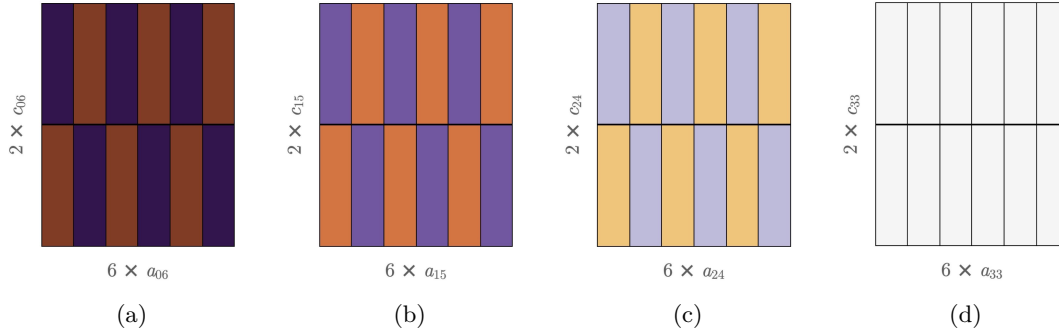 2 × c₀₆
6 × a₀₆
(a)
2 × c₁₅
6 × a₁₅
(b)
2 × c₂₄
6 × a₂₄
(c)
2 × c₃₃
6 × a₃₃
(d)